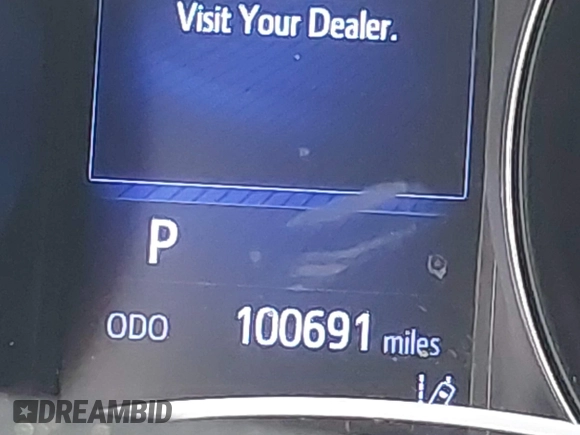 Visit Your Dealer.
P
ODO 100691 miles
DREAMBID